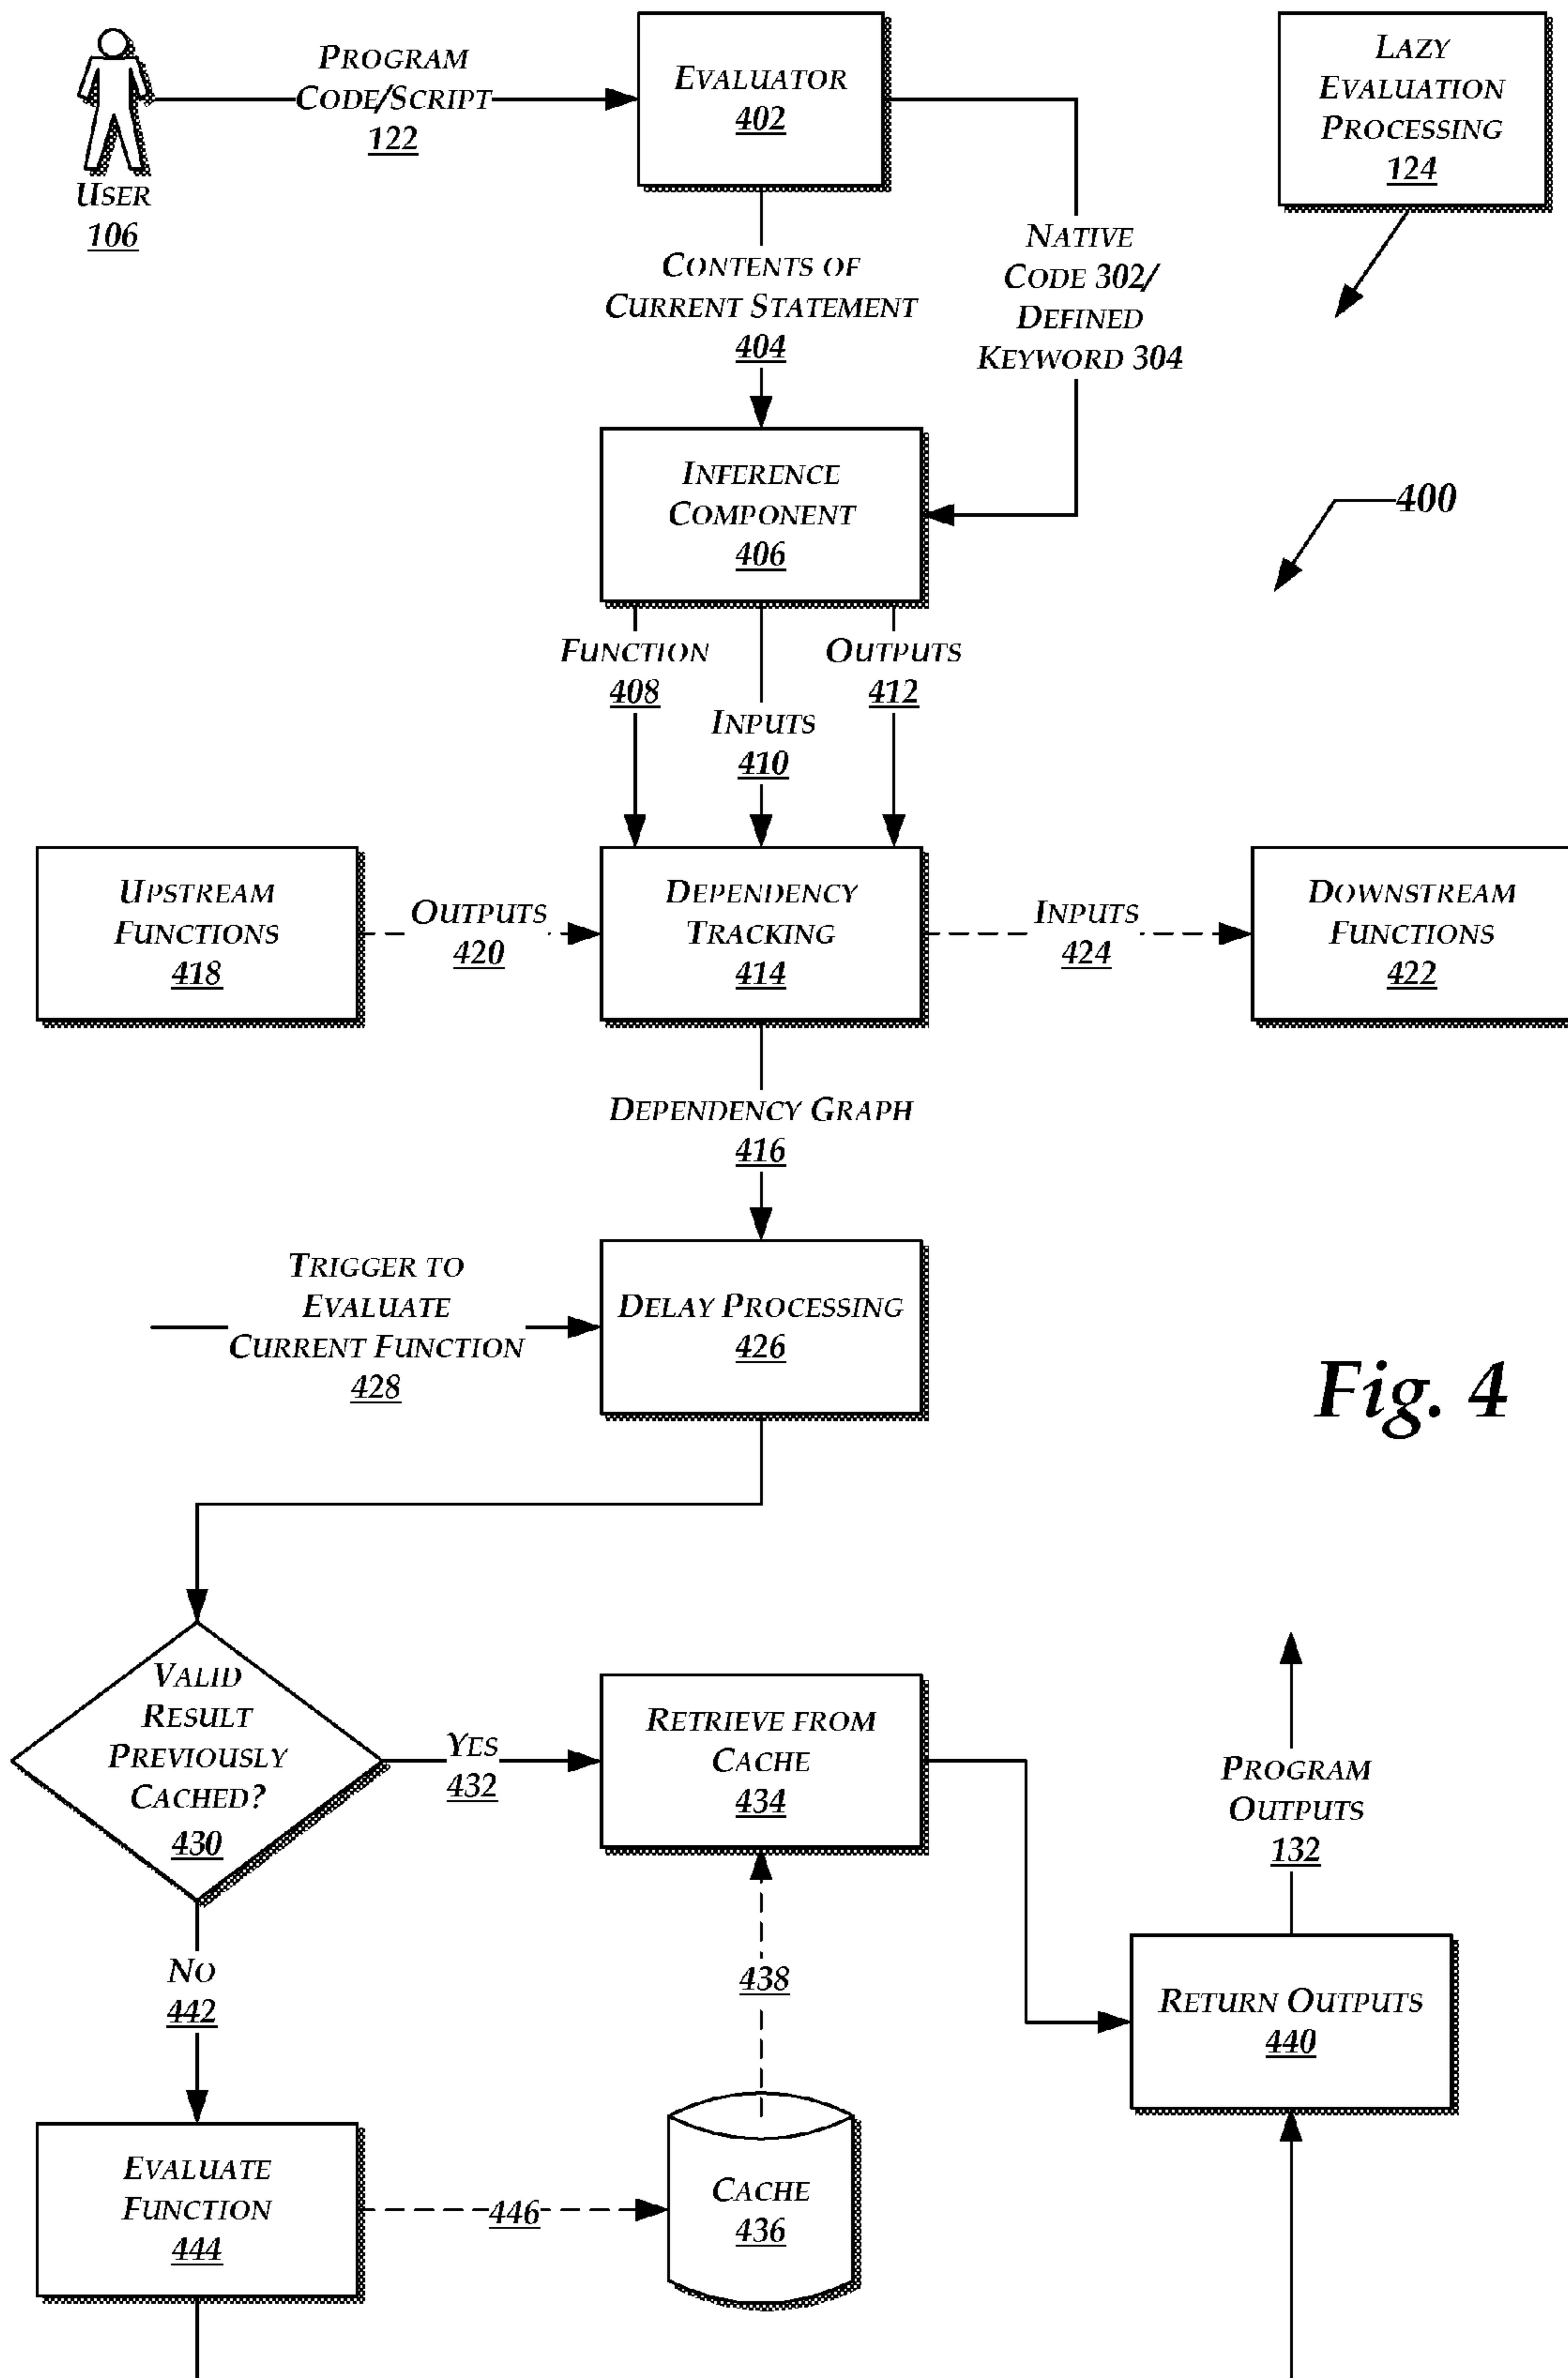 PROGRAM
CODE/SCRIPT
122
USER
106
EVALUATOR
402
LAZY
EVALUATION
PROCESSING
124
CONTENTS OF
CURRENT STATEMENT
404
NATIVE
CODE 302/
DEFINED
KEYWORD 304
INFERENCE
COMPONENT
406
400
FUNCTION
408
INPUTS
410
OUTPUTS
412
UPSTREAM
FUNCTIONS
418
OUTPUTS
420
DEPENDENCY
TRACKING
414
INPUTS
424
DOWNSTREAM
FUNCTIONS
422
DEPENDENCY GRAPH
416
TRIGGER TO
EVALUATE
CURRENT FUNCTION
428
DELAY PROCESSING
426
Fig. 4
VALID
RESULT
PREVIOUSLY
CACHED?
430
YES
432
RETRIEVE FROM
CACHE
434
PROGRAM
OUTPUTS
132
NO
442
438
RETURN OUTPUTS
440
EVALUATE
FUNCTION
444
446
CACHE
436